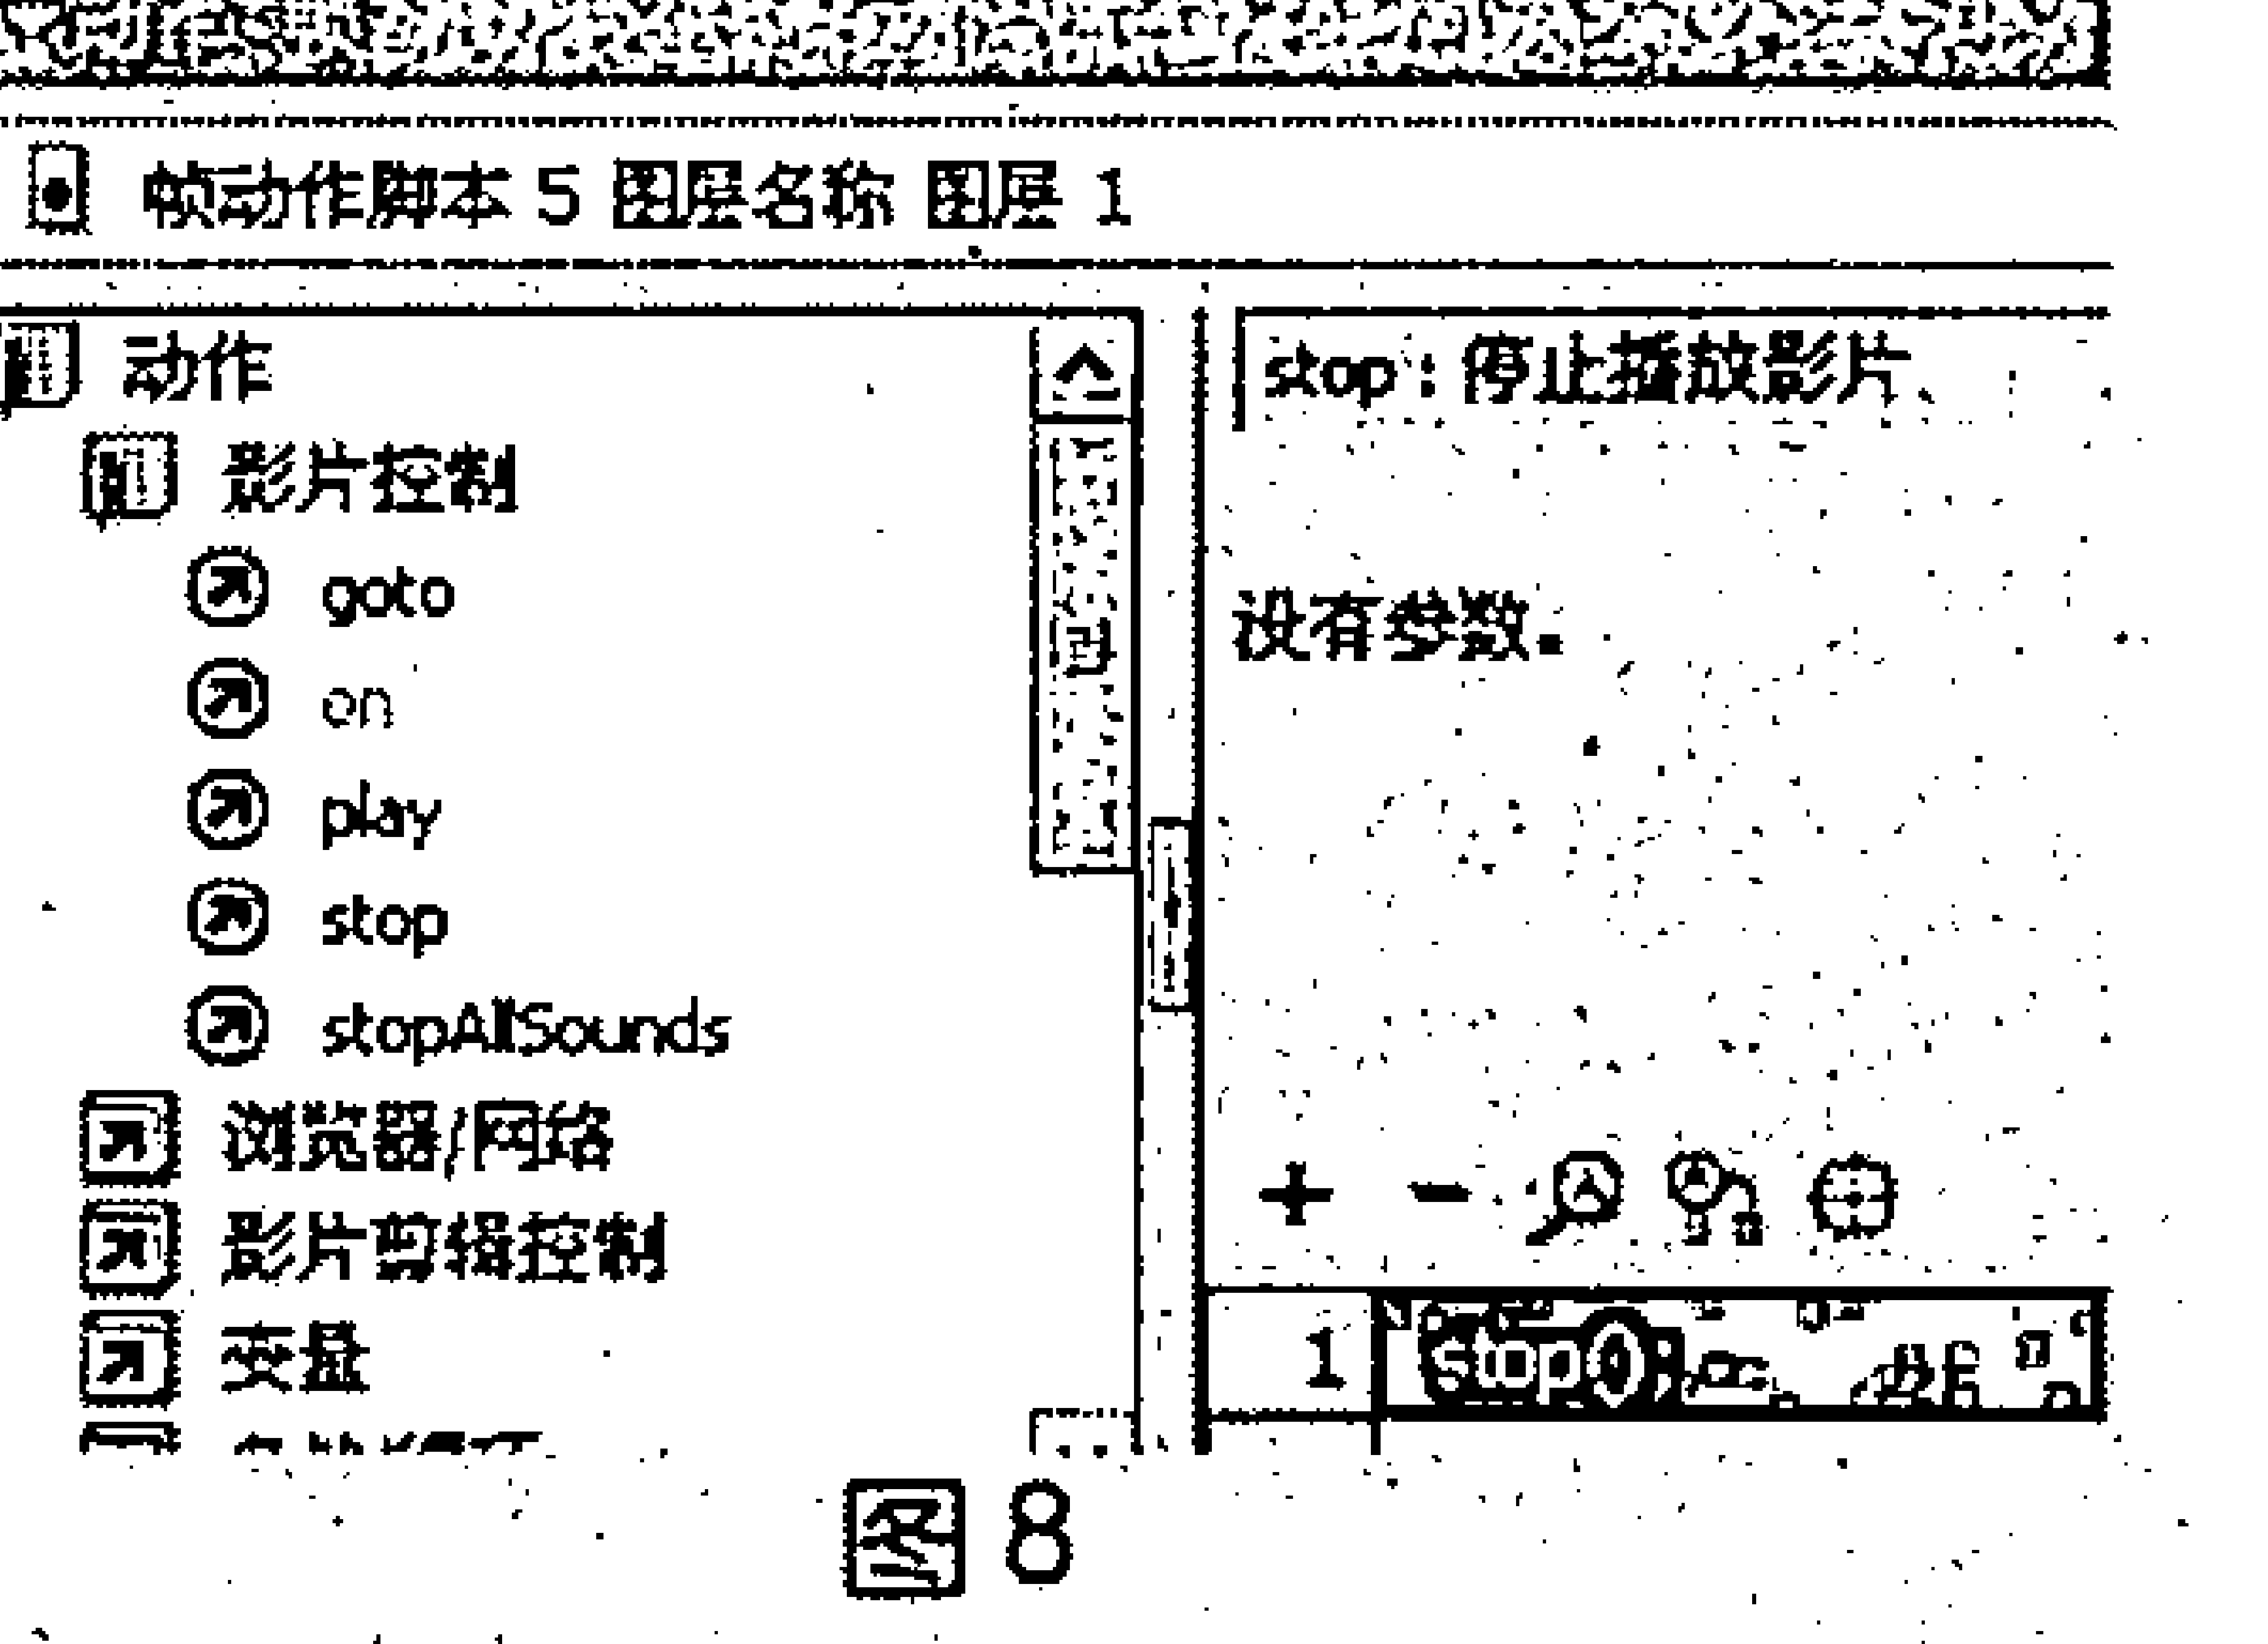 帧动作脚本 5 图层名称 图层 1
动作
影片控制
goto
on
play
stop
stopAllSounds
浏览器/网络
影片剪辑控制
变量
stop：停止播放影片
没有参数。
1 stop();
图 8